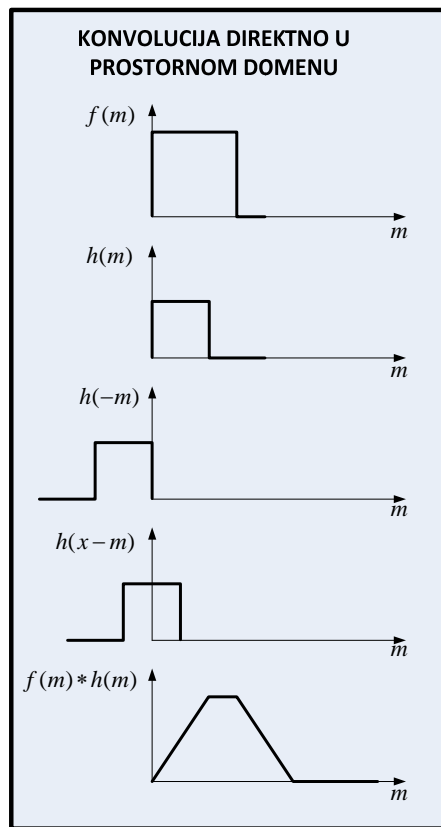 KONVOLUCIJA DIREKTNO U
PROSTORNOM DOMENU
f(m)
m
h(m)
m
h(−m)
m
h(x−m)
m
f(m)∗h(m)
m